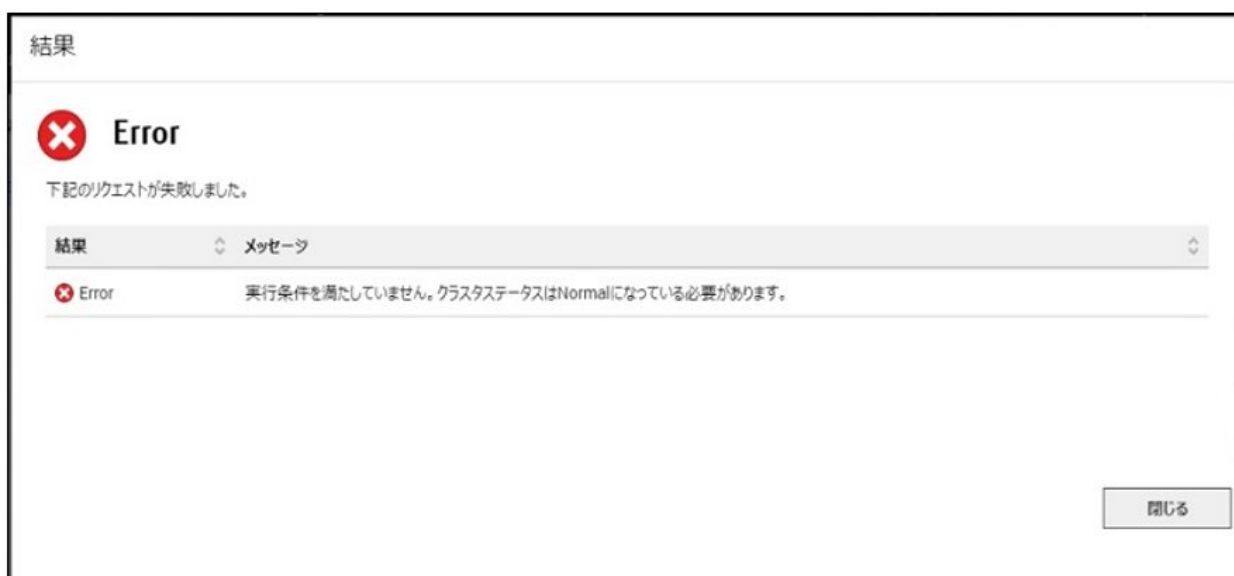 結果
Error
下記のリクエストが失敗しました。
結果 メッセージ
Error 実行条件を満たしていません。クラスタステータスはNormalになっている必要があります。
閉じる